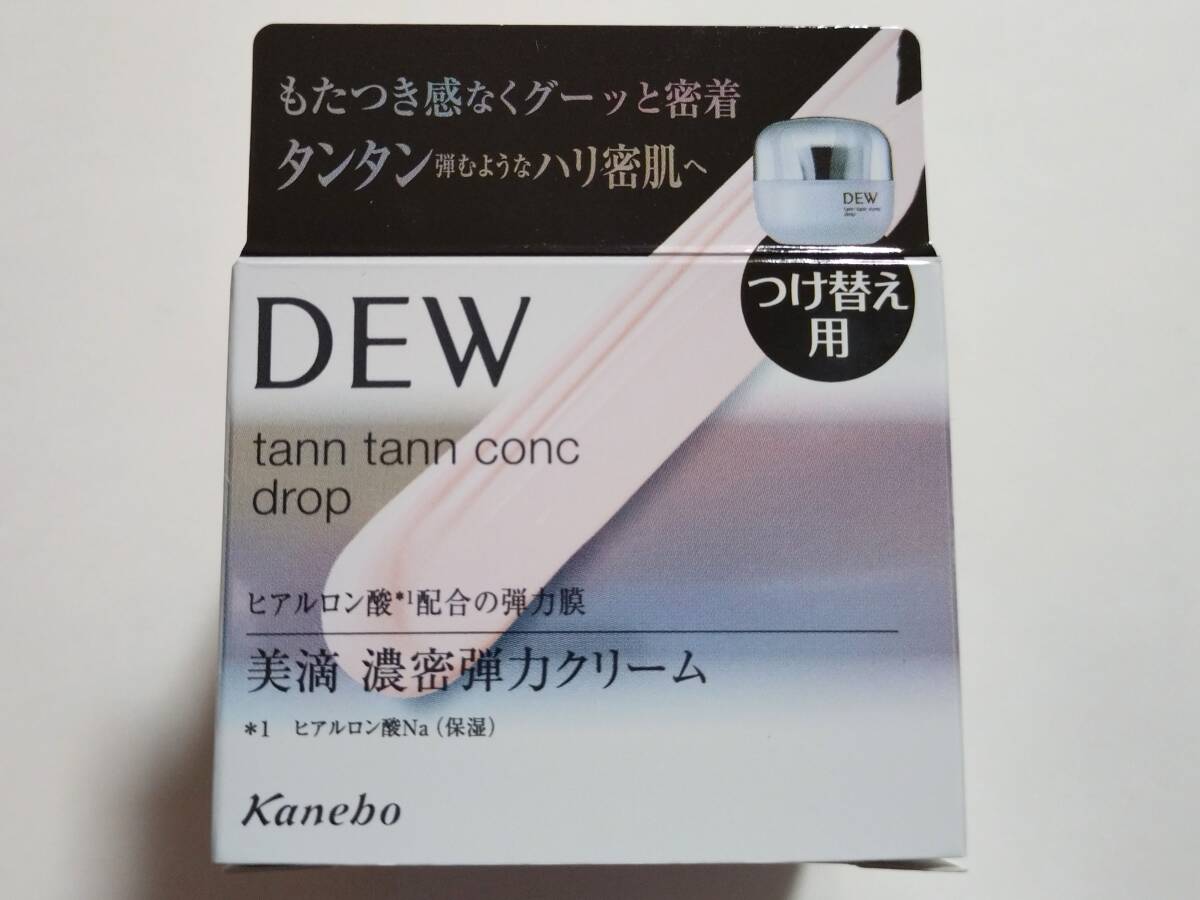 もたつき感なくグーッと密着
タンタン弾むようなハリ密肌へ
DEW
つけ替え
用
DEW
tann tann conc
drop
ヒアルロン酸*1配合の弾力膜
美滴 濃密弾力クリーム
*1 ヒアルロン酸Na（保湿）
Kanebo